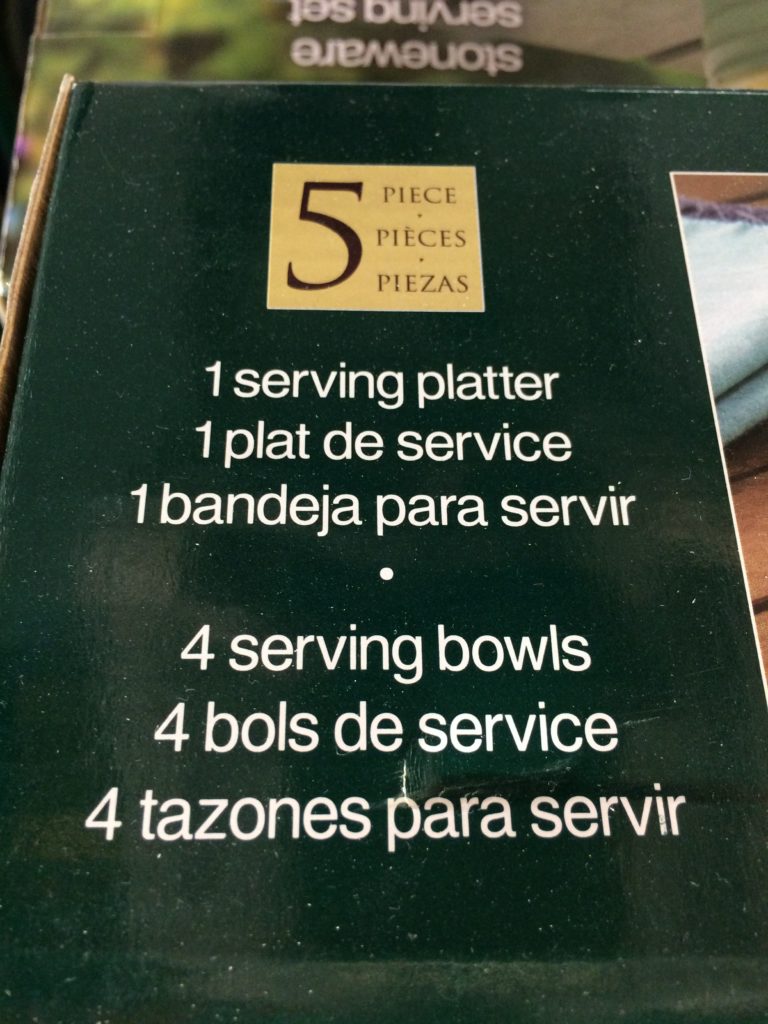 stoneware
serving set
5 PIECE
PIÈCES
PIEZAS
1 serving platter
1 plat de service
1 bandeja para servir
•
4 serving bowls
4 bols de service
4 tazones para servir